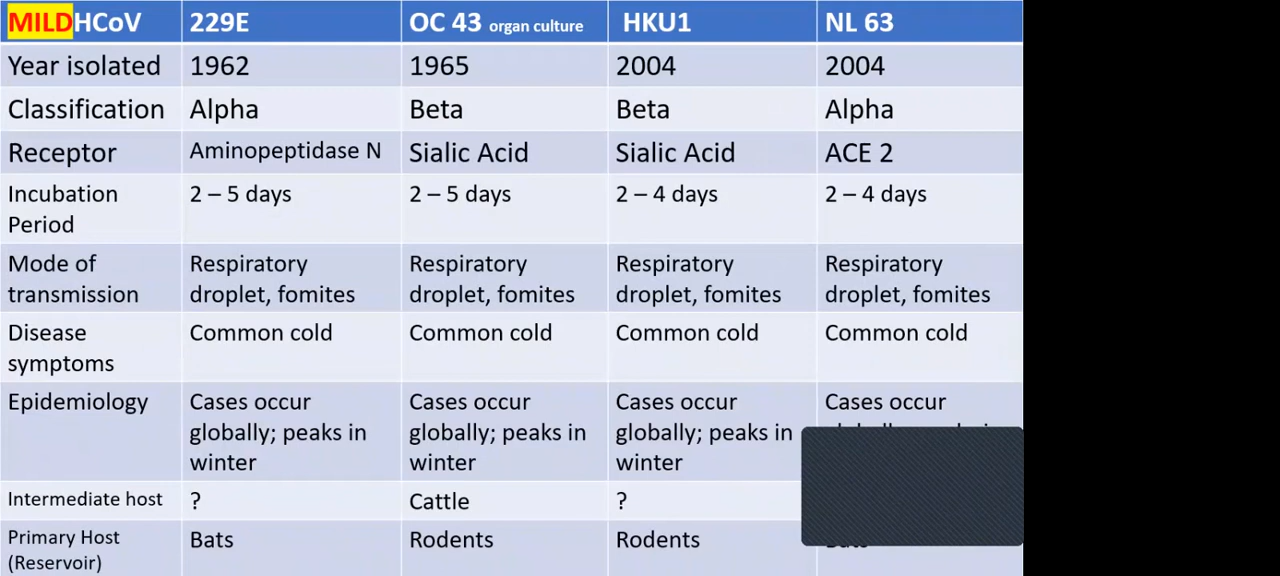 MILDHCoV 229E OC 43 organ culture HKU1 NL 63
Year isolated 1962 1965 2004 2004
Classification Alpha Beta Beta Alpha
Receptor Aminopeptidase N Sialic Acid Sialic Acid ACE 2
Incubation 2 – 5 days 2 – 5 days 2 – 4 days 2 – 4 days
Period
Mode of Respiratory Respiratory Respiratory Respiratory
transmission droplet, fomites droplet, fomites droplet, fomites droplet, fomites
Disease Common cold Common cold Common cold Common cold
symptoms
Epidemiology Cases occur Cases occur Cases occur Cases occur
globally; peaks in globally; peaks in globally; peaks in
winter winter winter
Intermediate host ? Cattle ?
Primary Host Bats Rodents Rodents
(Reservoir)